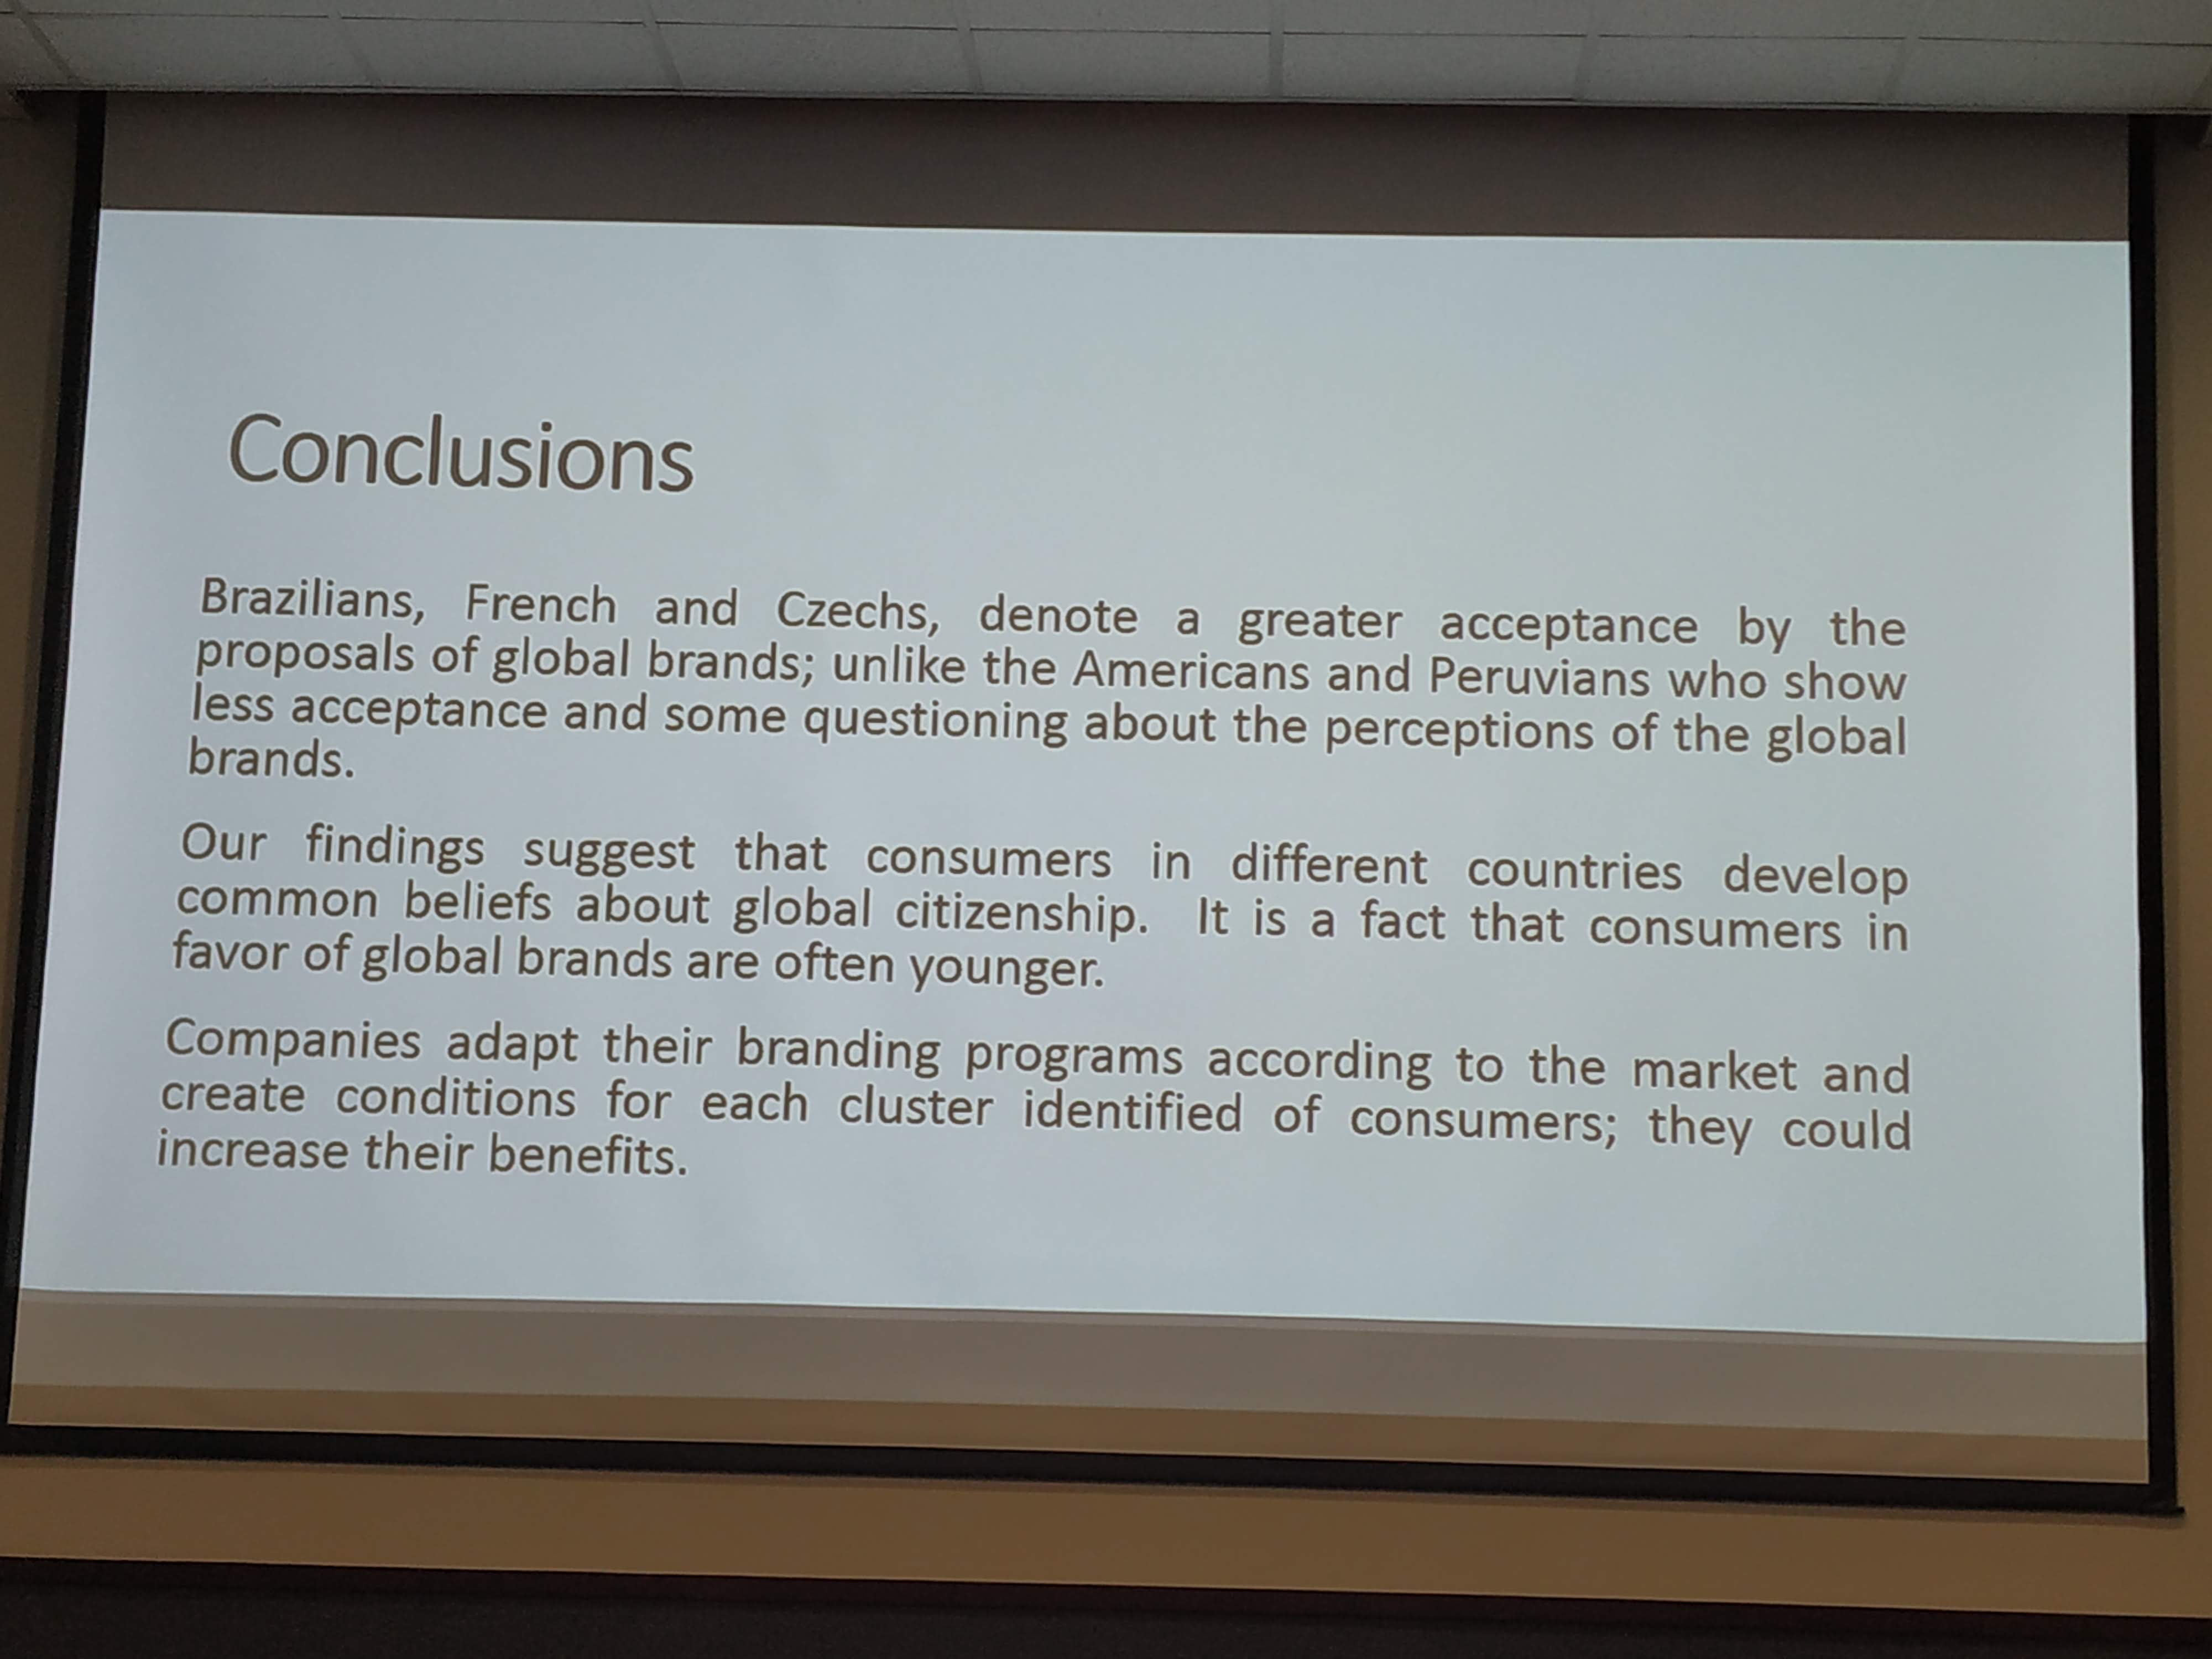 Conclusions
Brazilians, French and Czechs, denote a greater acceptance by the
proposals of global brands; unlike the Americans and Peruvians who show
less acceptance and some questioning about the perceptions of the global
brands.
Our findings suggest that consumers in different countries develop
common beliefs about global citizenship. It is a fact that consumers in
favor of global brands are often younger.
Companies adapt their branding programs according to the market and
create conditions for each cluster identified of consumers; they could
increase their benefits.